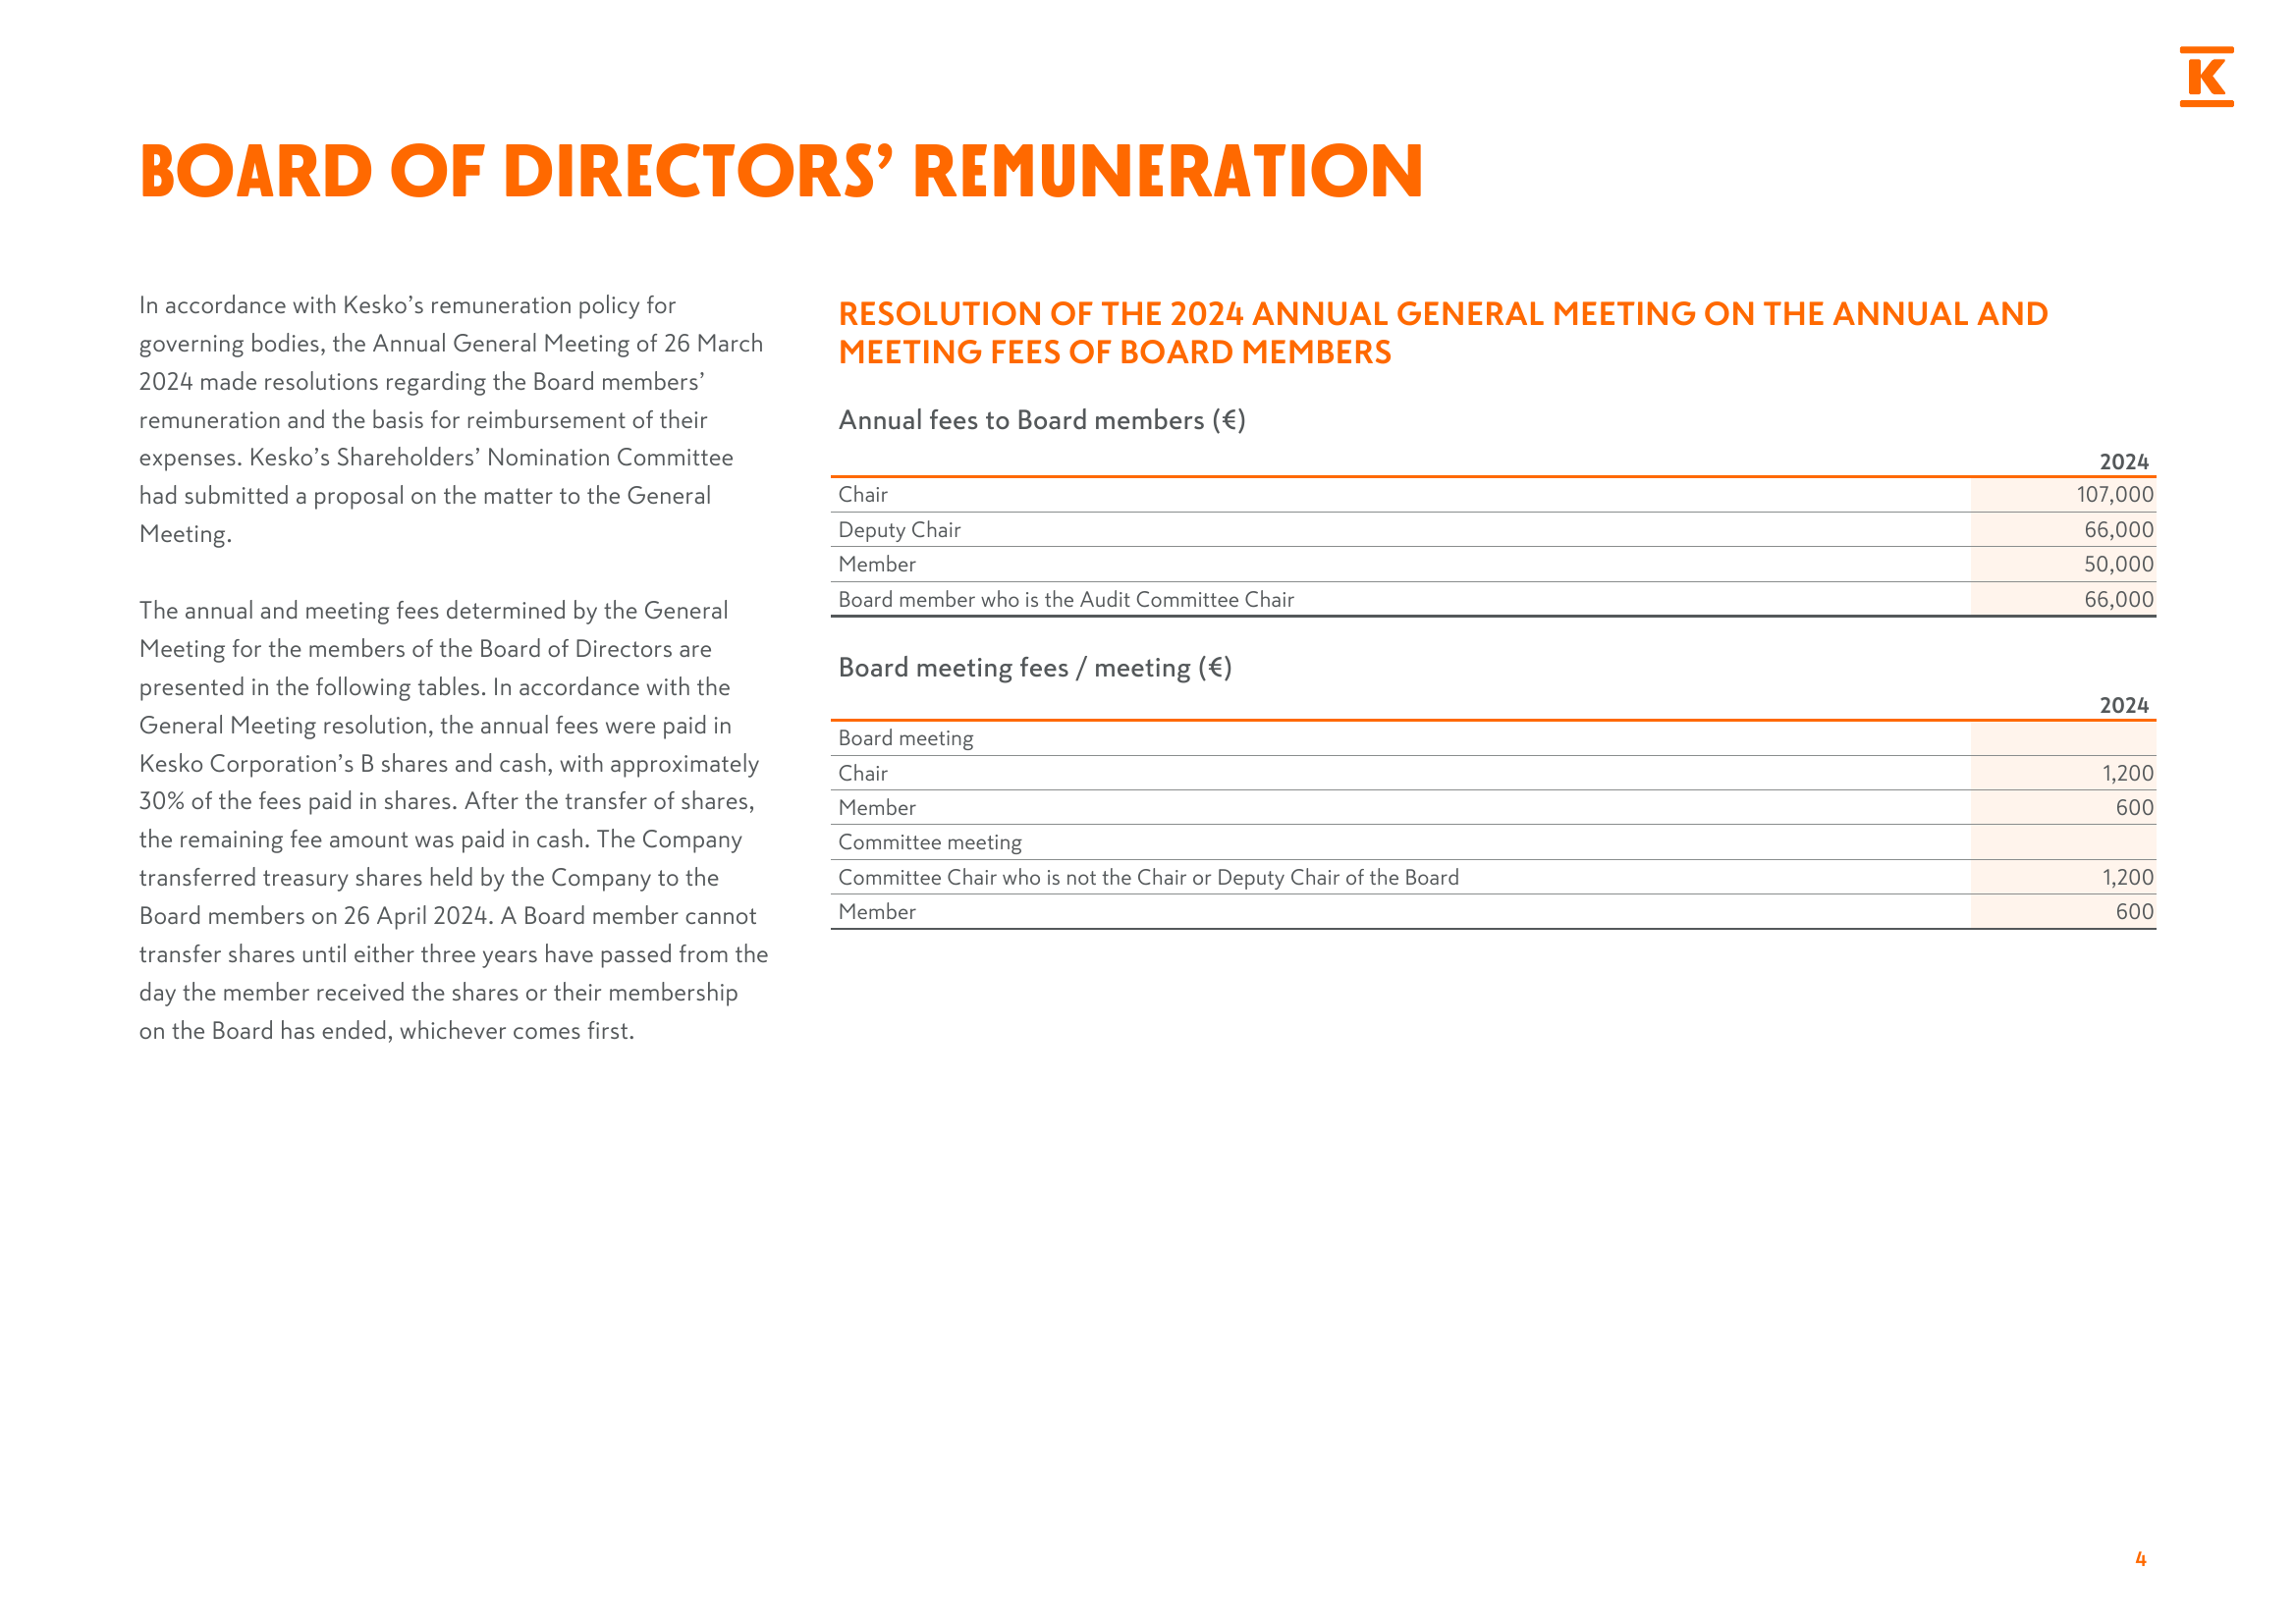 K
BOARD OF DIRECTORS’ REMUNERATION
In accordance with Kesko’s remuneration policy for
governing bodies, the Annual General Meeting of 26 March
2024 made resolutions regarding the Board members’
remuneration and the basis for reimbursement of their
expenses. Kesko’s Shareholders’ Nomination Committee
had submitted a proposal on the matter to the General
Meeting.
The annual and meeting fees determined by the General
Meeting for the members of the Board of Directors are
presented in the following tables. In accordance with the
General Meeting resolution, the annual fees were paid in
Kesko Corporation’s B shares and cash, with approximately
30% of the fees paid in shares. After the transfer of shares,
the remaining fee amount was paid in cash. The Company
transferred treasury shares held by the Company to the
Board members on 26 April 2024. A Board member cannot
transfer shares until either three years have passed from the
day the member received the shares or their membership
on the Board has ended, whichever comes first.
RESOLUTION OF THE 2024 ANNUAL GENERAL MEETING ON THE ANNUAL AND
MEETING FEES OF BOARD MEMBERS
Annual fees to Board members (€)
2024
Chair 107,000
Deputy Chair 66,000
Member 50,000
Board member who is the Audit Committee Chair 66,000
Board meeting fees / meeting (€)
2024
Board meeting
Chair 1,200
Member 600
Committee meeting
Committee Chair who is not the Chair or Deputy Chair of the Board 1,200
Member 600
4